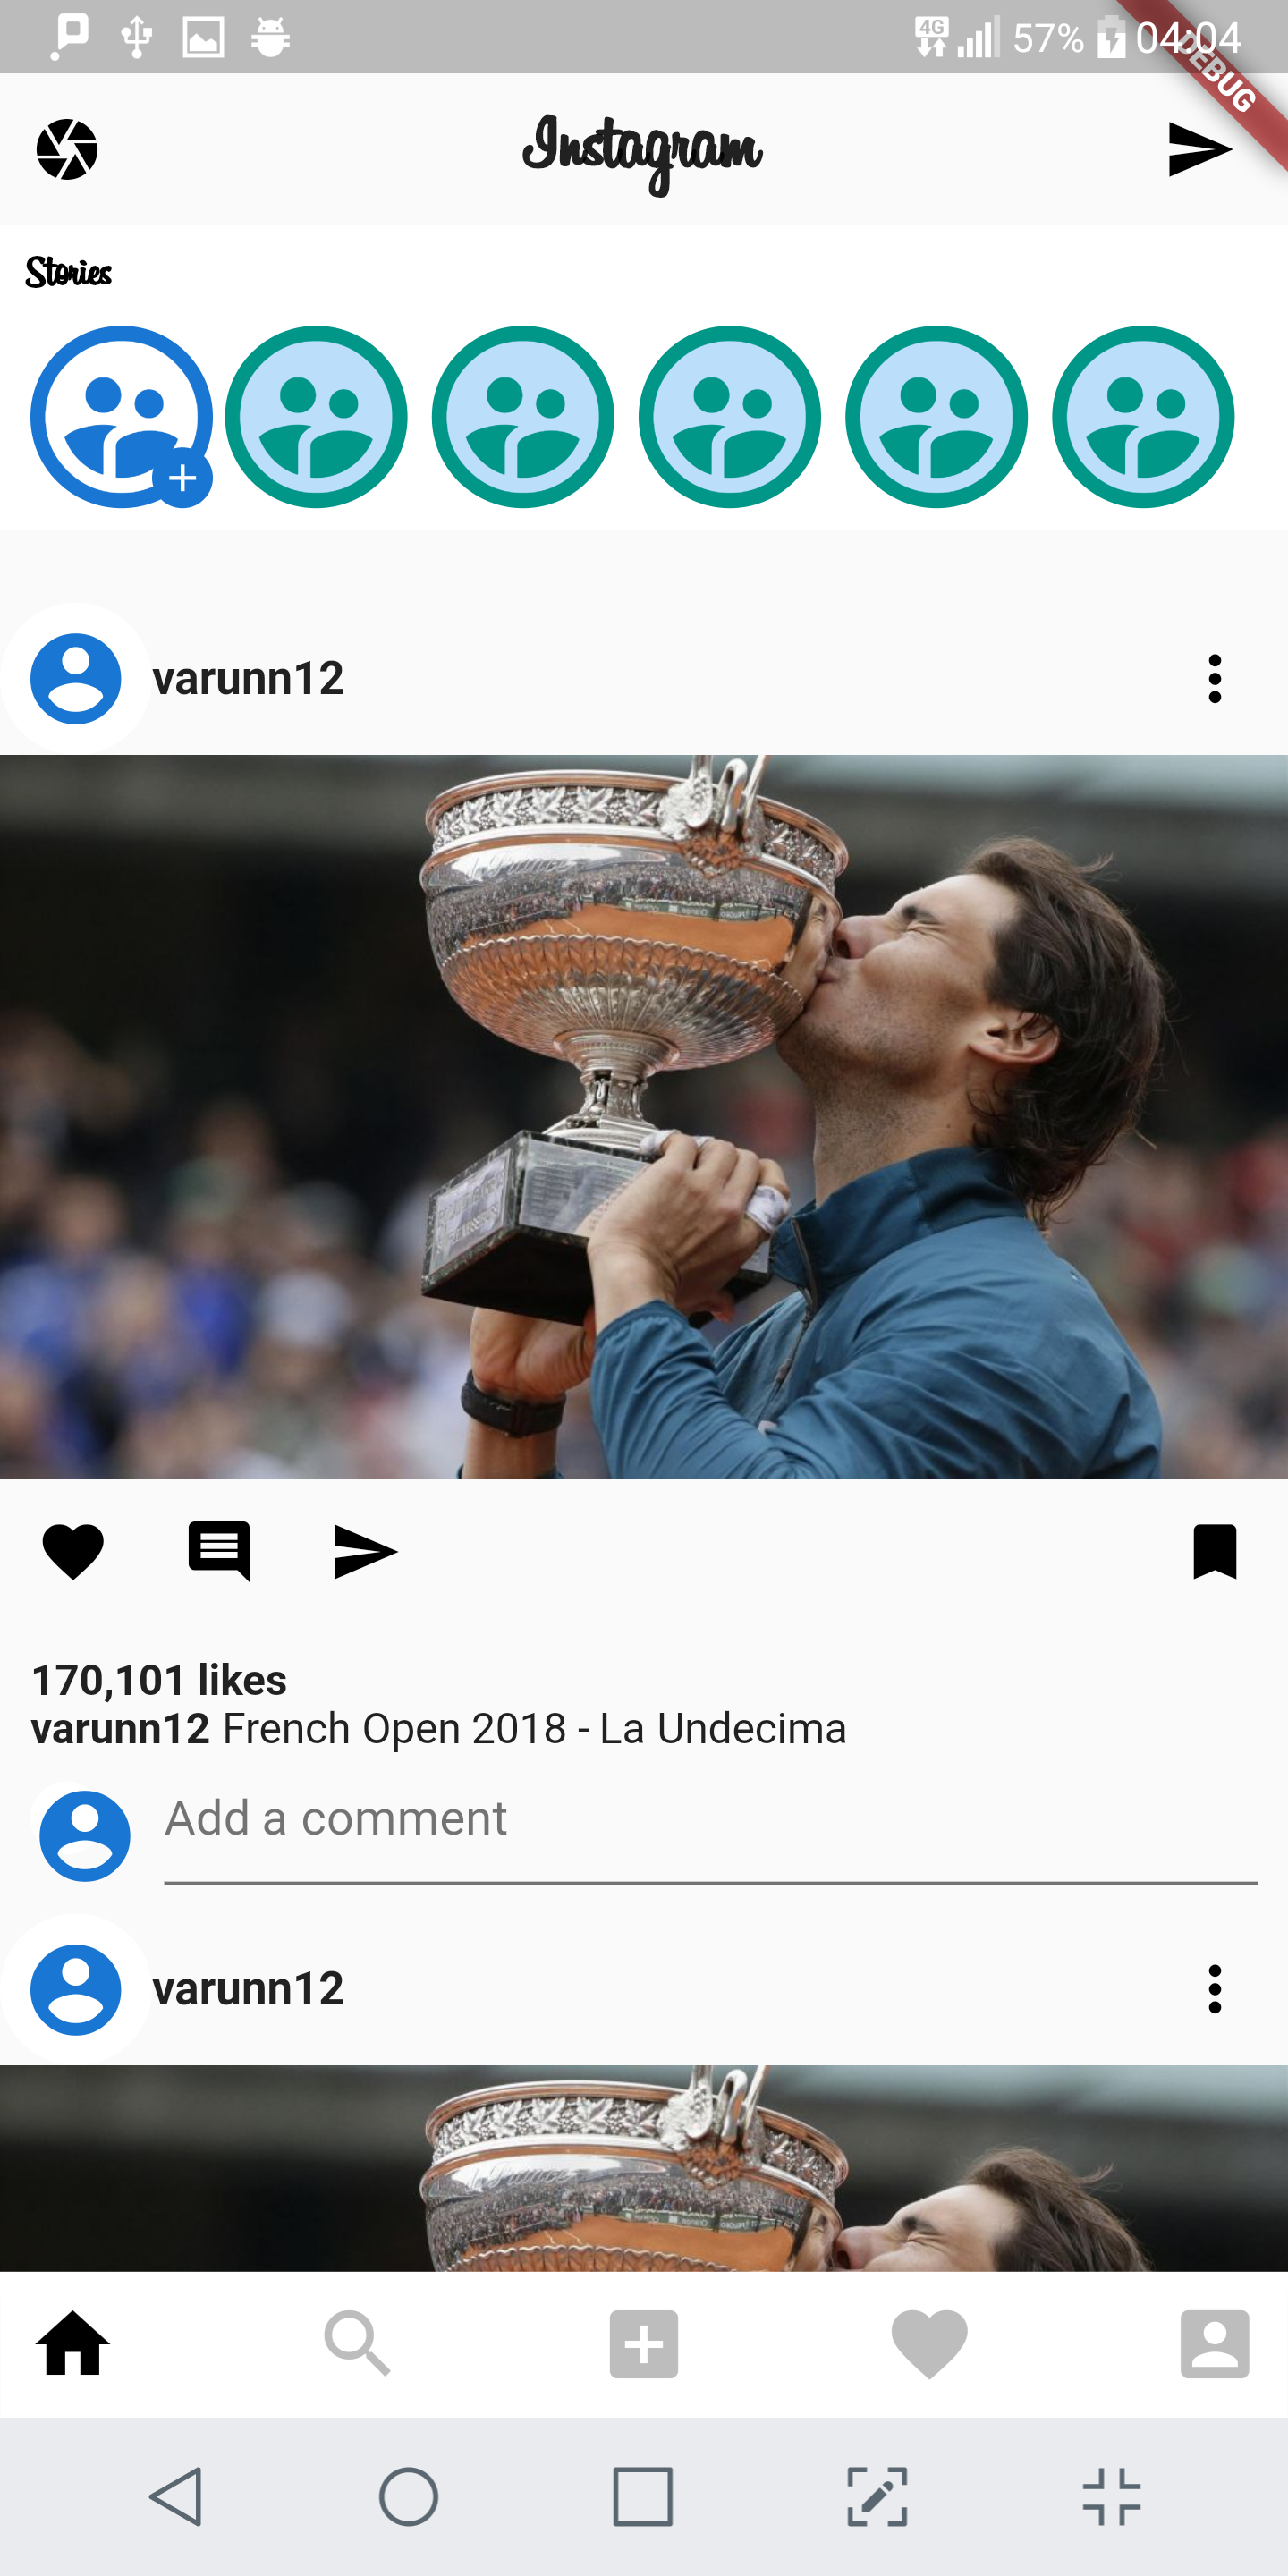 4G 57% 04:04
DEBUG
Instagram
Stories
varunn12
170,101 likes
varunn12 French Open 2018 - La Undecima
Add a comment
varunn12